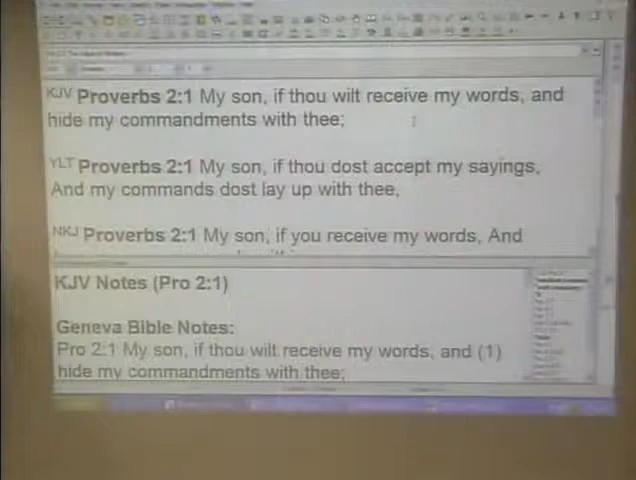 KJV Proverbs 2:1 My son, if thou wilt receive my words, and
hide my commandments with thee;
YLT Proverbs 2:1 My son, if thou dost accept my sayings,
And my commands dost lay up with thee,
NKJ Proverbs 2:1 My son, if you receive my words, And
KJV Notes (Pro 2:1)
Geneva Bible Notes:
Pro 2:1 My son, if thou wilt receive my words, and (1)
hide my commandments with thee;